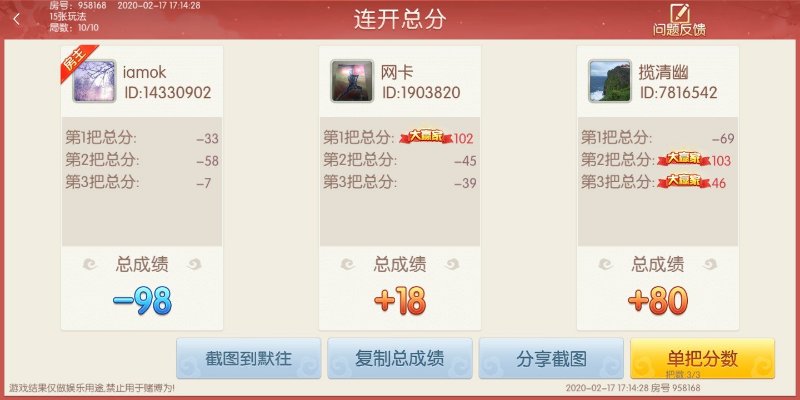 房号: 958168 2020-02-17 17:14:28
15张玩法
局数: 10/10
连开总分
问题反馈
房主
iamok
ID:14330902
第1把总分: -33
第2把总分: -58
第3把总分: -7
总成绩
-98
网卡
ID:1903820
第1把总分: 大赢家 102
第2把总分: -45
第3把总分: -39
总成绩
+18
揽清幽
ID:7816542
第1把总分: -69
第2把总分: 大赢家 103
第3把总分: 大赢家 46
总成绩
+80
截图到默往
复制总成绩
分享截图
单把分数
把数:3/3
游戏结果仅做娱乐用途,禁止用于赌博为!
2020-02-17 17:14:28 房号 958168